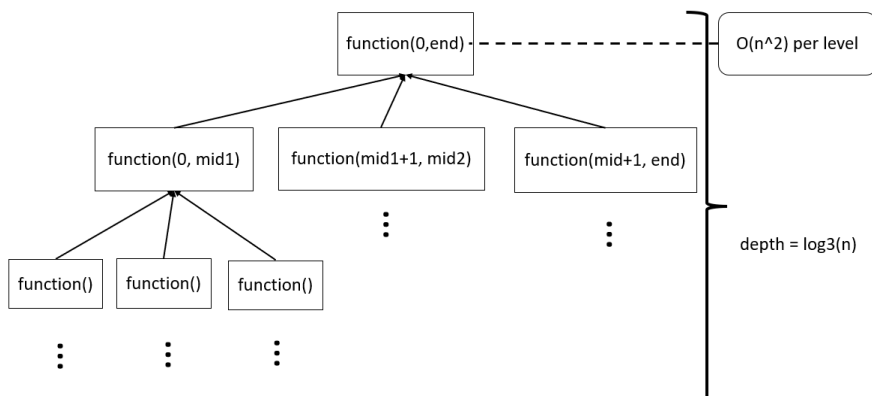 function(0,end)
O(n^2) per level
function(0, mid1)
function(mid1+1, mid2)
function(mid+1, end)
depth = log3(n)
function()
function()
function()